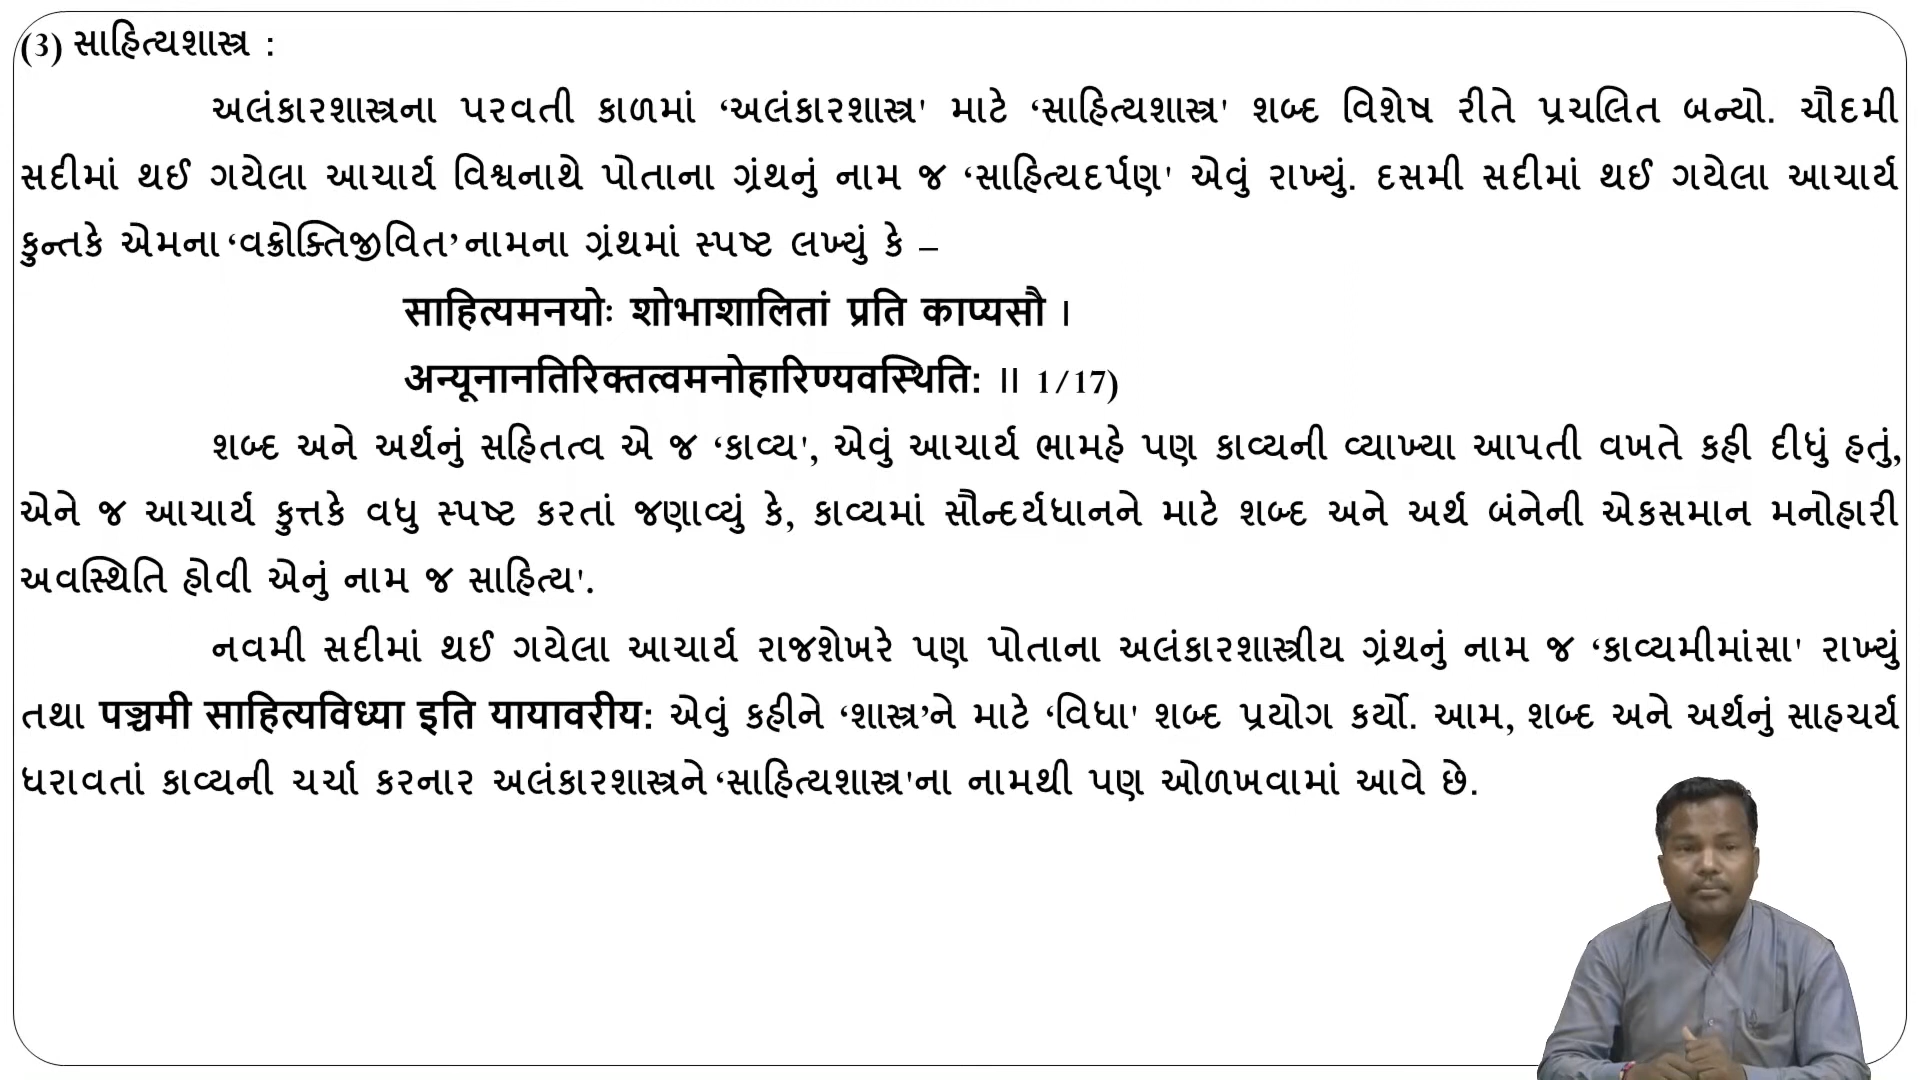 (3) સાહિત્યશાસ્ત્ર :
અલંકારશાસ્ત્રના પરવતી કાળમાં ‘અલંકારશાસ્ત્ર' માટે ‘સાહિત્યશાસ્ત્ર' શબ્દ વિશેષ રીતે પ્રચલિત બન્યો. ચૌદમી
સદીમાં થઈ ગયેલા આચાર્ય વિશ્વનાથે પોતાના ગ્રંથનું નામ જ ‘સાહિત્યદર્પણ' એવું રાખ્યું. દસમી સદીમાં થઈ ગયેલા આચાર્ય
કુન્તકે એમના ‘વક્રોક્તિજીવિત’ નામના ગ્રંથમાં સ્પષ્ટ લખ્યું કે –
साहित्यमनयोः शोभाशालितां प्रति काप्यसौ ।
अन्यूनानतिरिक्तत्वमनोहारिण्यवस्थिति: ॥ 1/17)
શબ્દ અને અર્થનું સહિતત્વ એ જ ‘કાવ્ય', એવું આચાર્ય ભામહે પણ કાવ્યની વ્યાખ્યા આપતી વખતે કહી દીધું હતું,
એને જ આચાર્ય કુત્તકે વધુ સ્પષ્ટ કરતાં જણાવ્યું કે, કાવ્યમાં સૌન્દર્યધાનને માટે શબ્દ અને અર્થ બંનેની એકસમાન મનોહારી
અવસ્થિતિ હોવી એનું નામ જ સાહિત્ય'.
નવમી સદીમાં થઈ ગયેલા આચાર્ય રાજશેખરે પણ પોતાના અલંકારશાસ્ત્રીય ગ્રંથનું નામ જ ‘કાવ્યમીમાંસા' રાખ્યું
તથા पञ्चमी साहित्यविध्या इति यायावरीय: એવું કહીને ‘શાસ્ત્ર’ને માટે ‘વિધા' શબ્દ પ્રયોગ કર્યો. આમ, શબ્દ અને અર્થનું સાહચર્ય
ધરાવતાં કાવ્યની ચર્ચા કરનાર અલંકારશાસ્ત્રને ‘સાહિત્યશાસ્ત્ર'ના નામથી પણ ઓળખવામાં આવે છે.